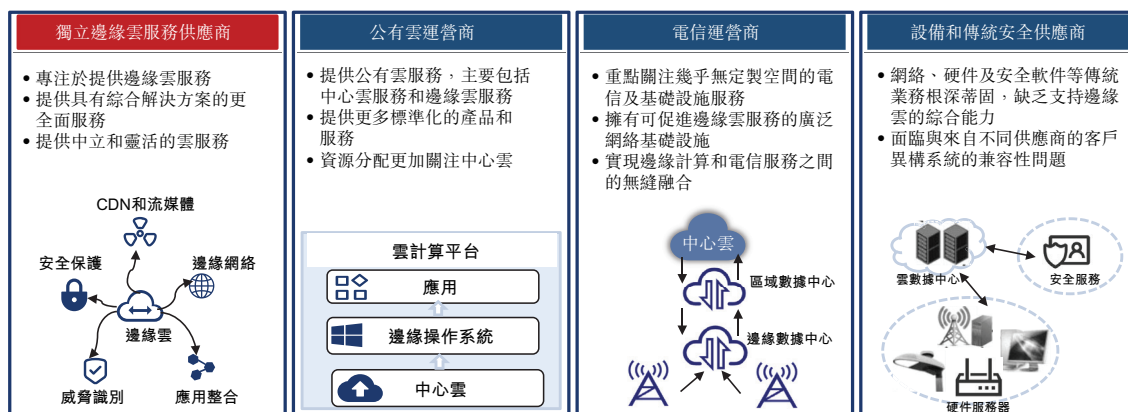 獨立邊緣雲服務供應商
• 專注於提供邊緣雲服務
• 提供具有綜合解決方案的更
全面服務
• 提供中立和靈活的雲服務
CDN和流媒體
安全保護
邊緣網絡
邊緣雲
威脅識別
應用整合
公有雲運營商
• 提供公有雲服務，主要包括
中心雲服務和邊緣雲服務
• 提供更多標準化的產品和
服務
• 資源分配更加關注中心雲
雲計算平台
應用
邊緣操作系統
中心雲
電信運營商
• 重點關注幾乎無定製空間的電
信及基礎設施服務
• 擁有可促進邊緣雲服務的廣泛
網絡基礎設施
• 實現邊緣計算和電信服務之間
的無縫融合
中心雲
區域數據中心
邊緣數據中心
設備和傳統安全供應商
• 網絡、硬件及安全軟件等傳統
業務根深蒂固，缺乏支持邊緣
雲的綜合能力
• 面臨與來自不同供應商的客戶
異構系統的兼容性問題
雲數據中心
安全服務
硬件服務器